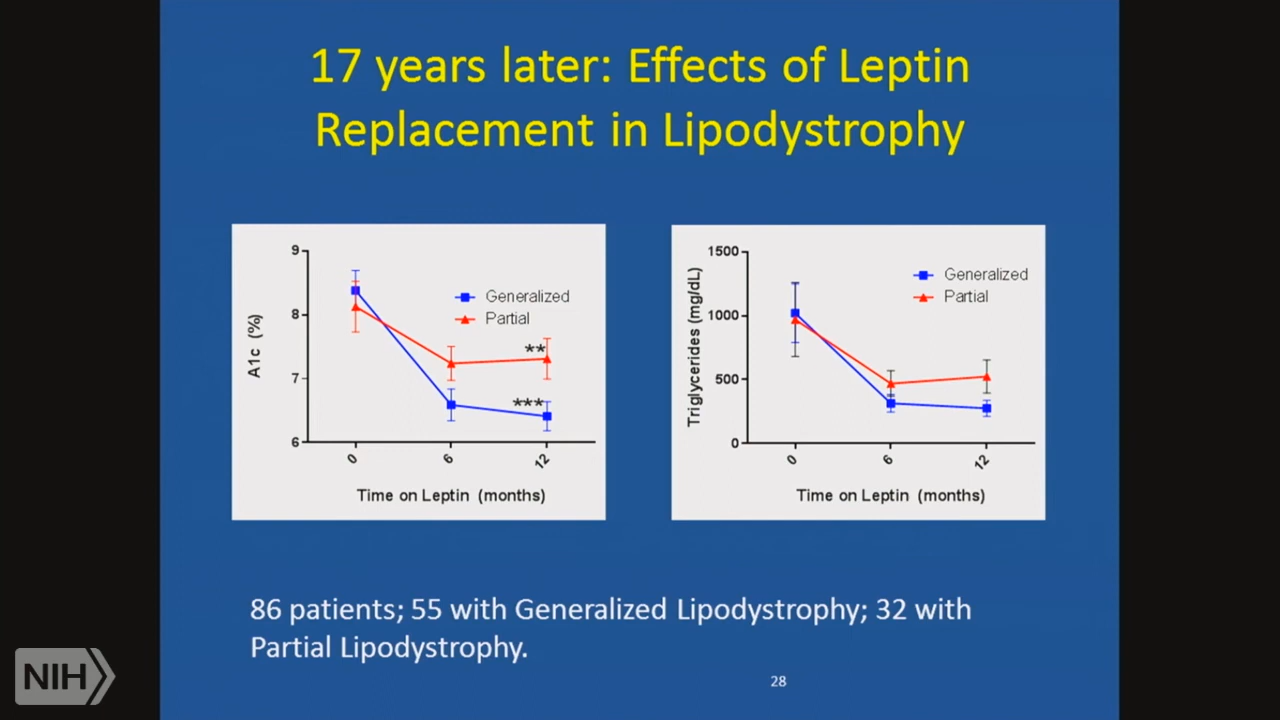 17 years later: Effects of Leptin
Replacement in Lipodystrophy
9
8
7
6
A1c (%)
Generalized
Partial
**
***
0
6
12
Time on Leptin (months)
1500
1000
500
0
Triglycerides (mg/dL)
Generalized
Partial
0
6
12
Time on Leptin (months)
86 patients; 55 with Generalized Lipodystrophy; 32 with
Partial Lipodystrophy.
NIH
28